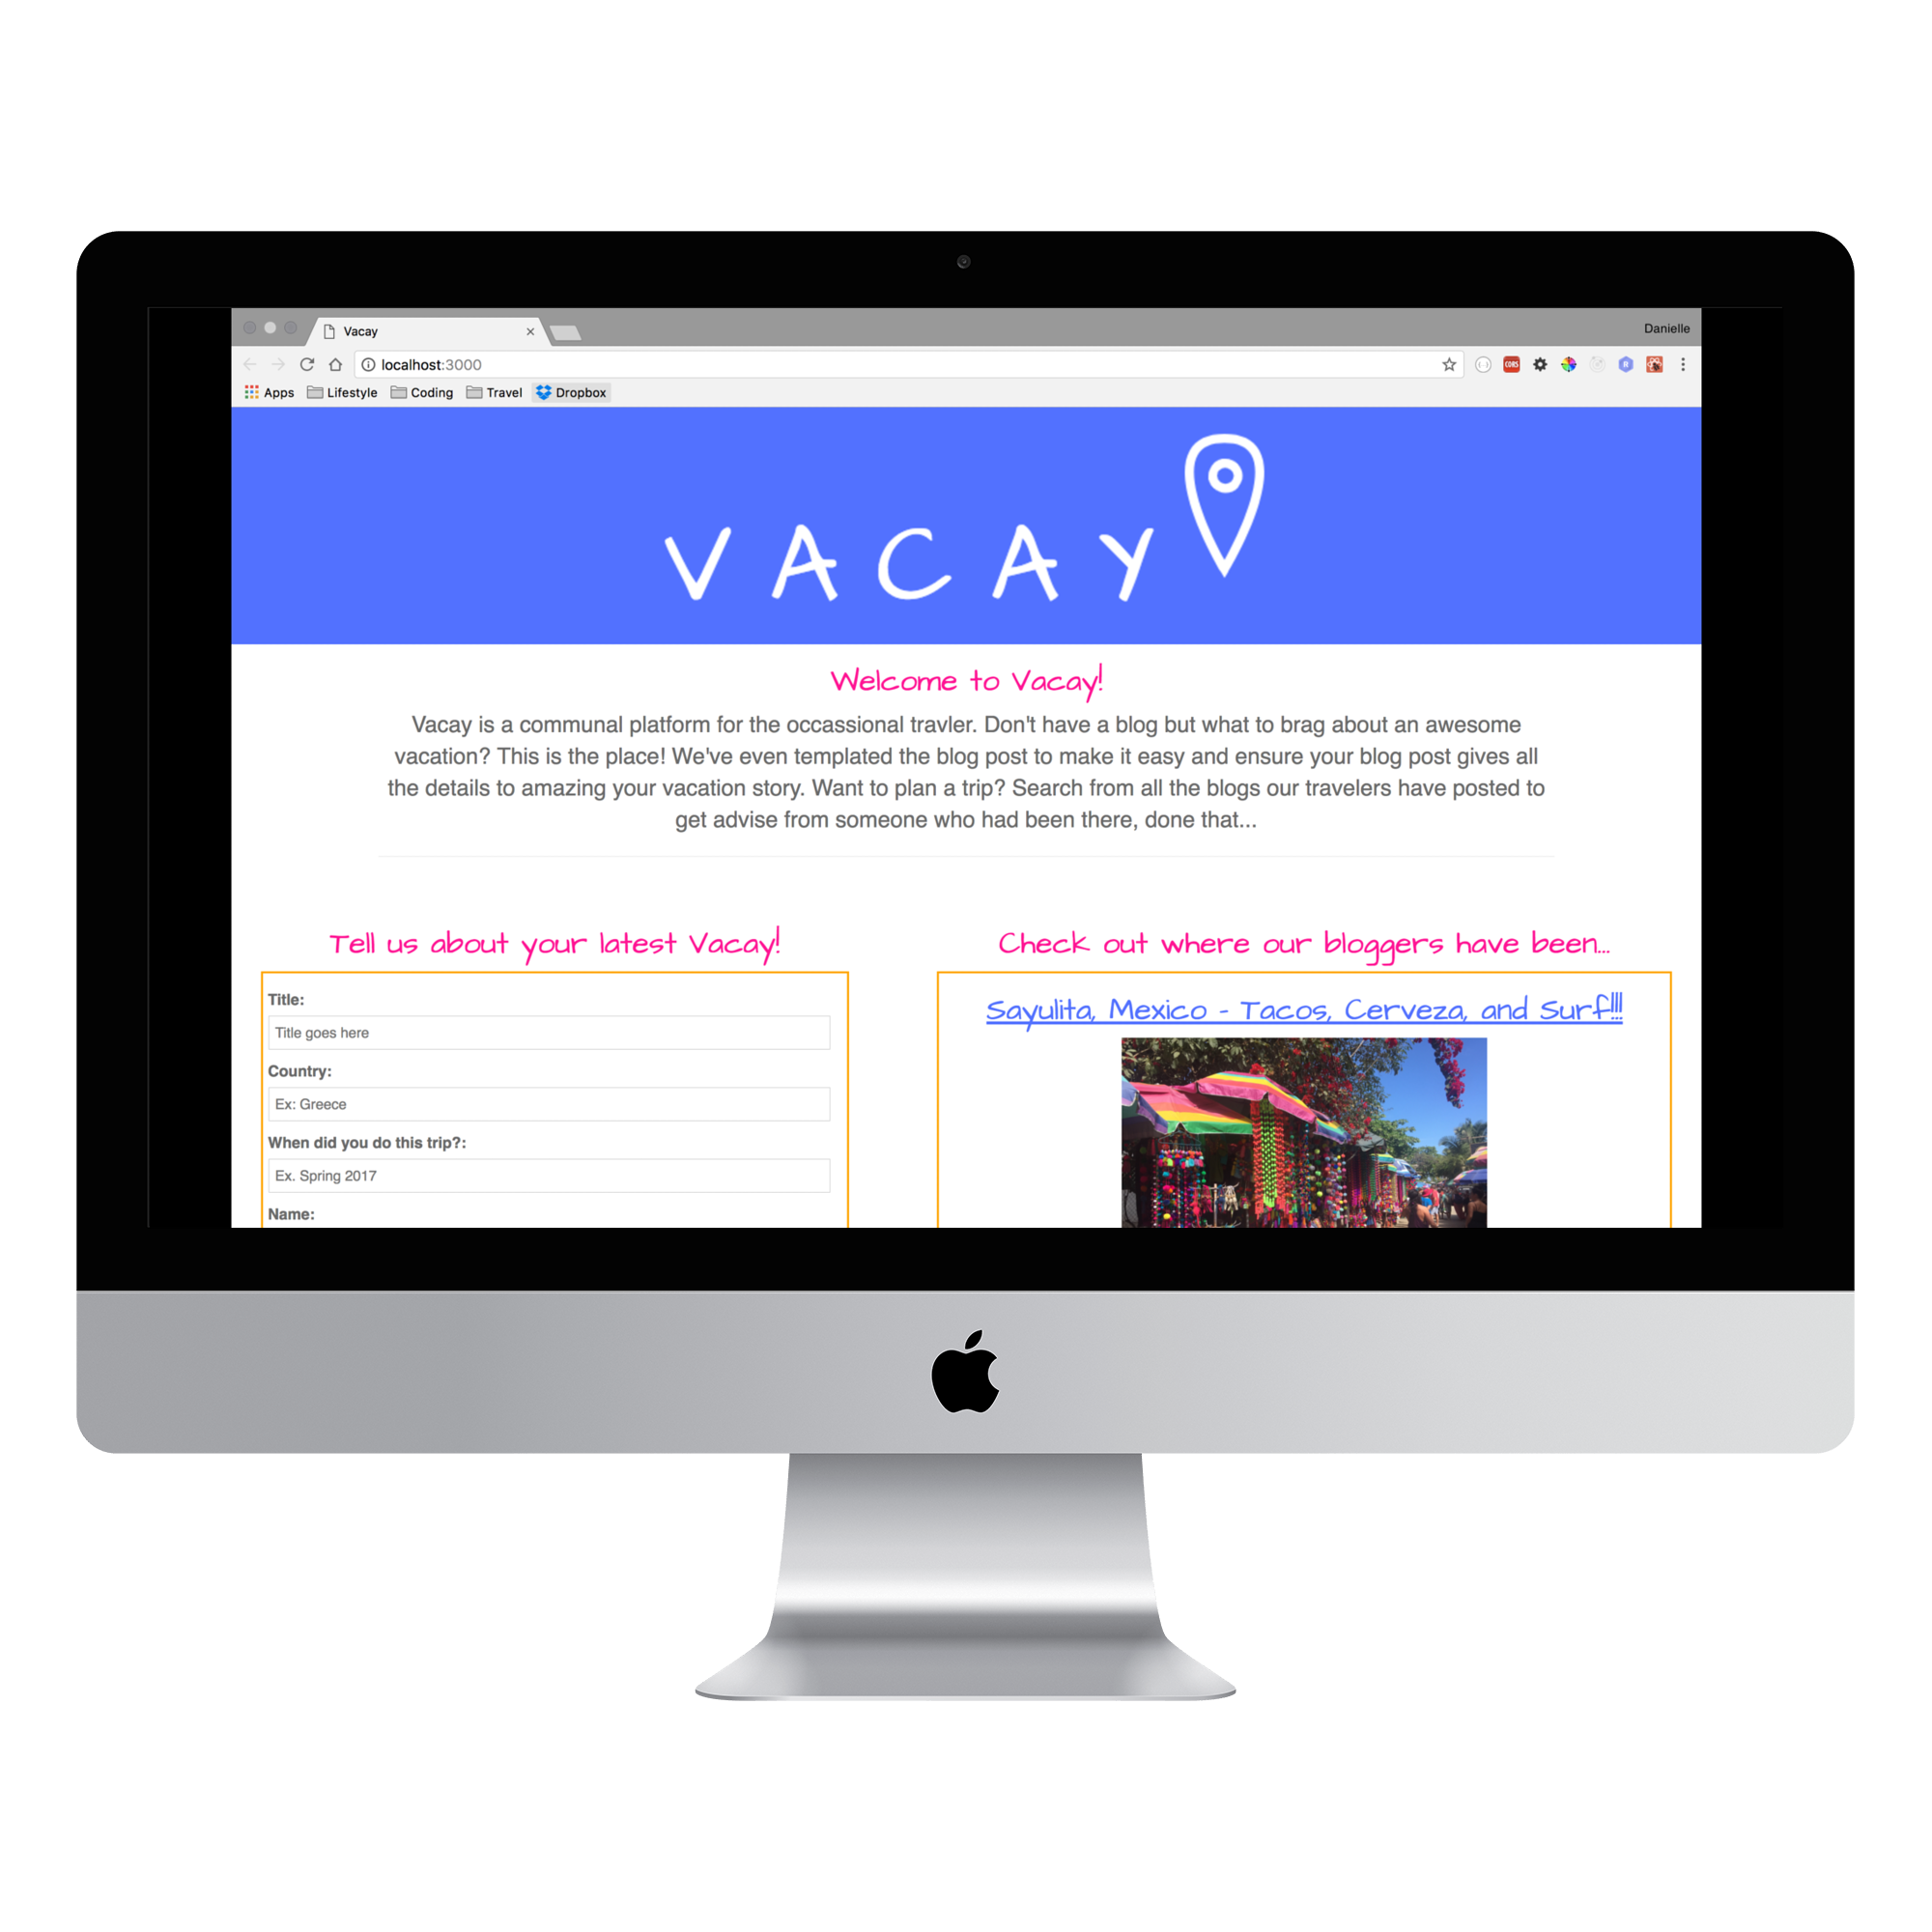 Vacay
Danielle
localhost:3000
Apps Lifestyle Coding Travel Dropbox
VACAY
Welcome to Vacay!
Vacay is a communal platform for the occassional travler. Don't have a blog but what to brag about an awesome
vacation? This is the place! We've even templated the blog post to make it easy and ensure your blog post gives all
the details to amazing your vacation story. Want to plan a trip? Search from all the blogs our travelers have posted to
get advise from someone who had been there, done that...
Tell us about your latest Vacay!
Title:
Title goes here
Country:
Ex: Greece
When did you do this trip?:
Ex. Spring 2017
Name:
Check out where our bloggers have been...
Sayulita, Mexico - Tacos, Cerveza, and Surf!!!